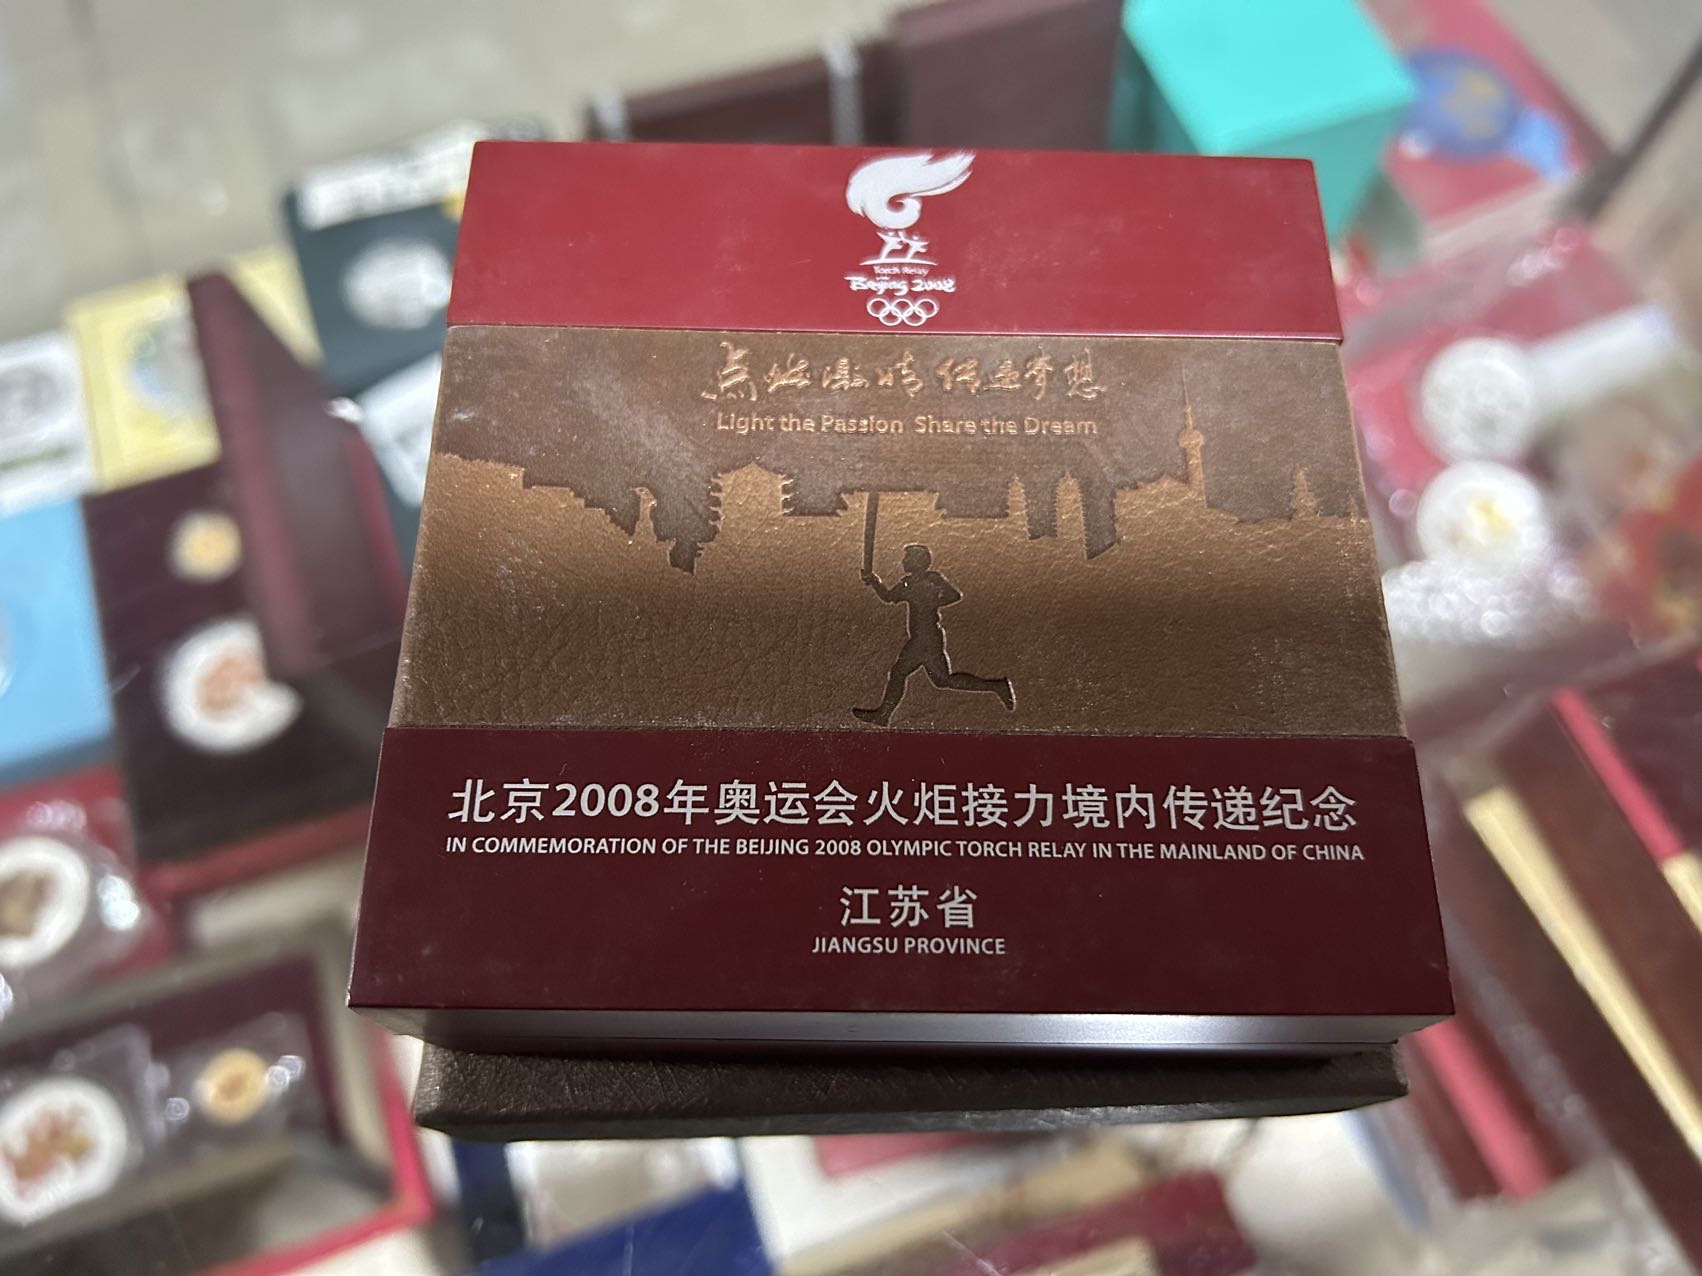 Torch Relay
Beijing 2008
点燃激情 传递梦想
Light the Passion Share the Dream
北京2008年奥运会火炬接力境内传递纪念
IN COMMEMORATION OF THE BEIJING 2008 OLYMPIC TORCH RELAY IN THE MAINLAND OF CHINA
江苏省
JIANGSU PROVINCE